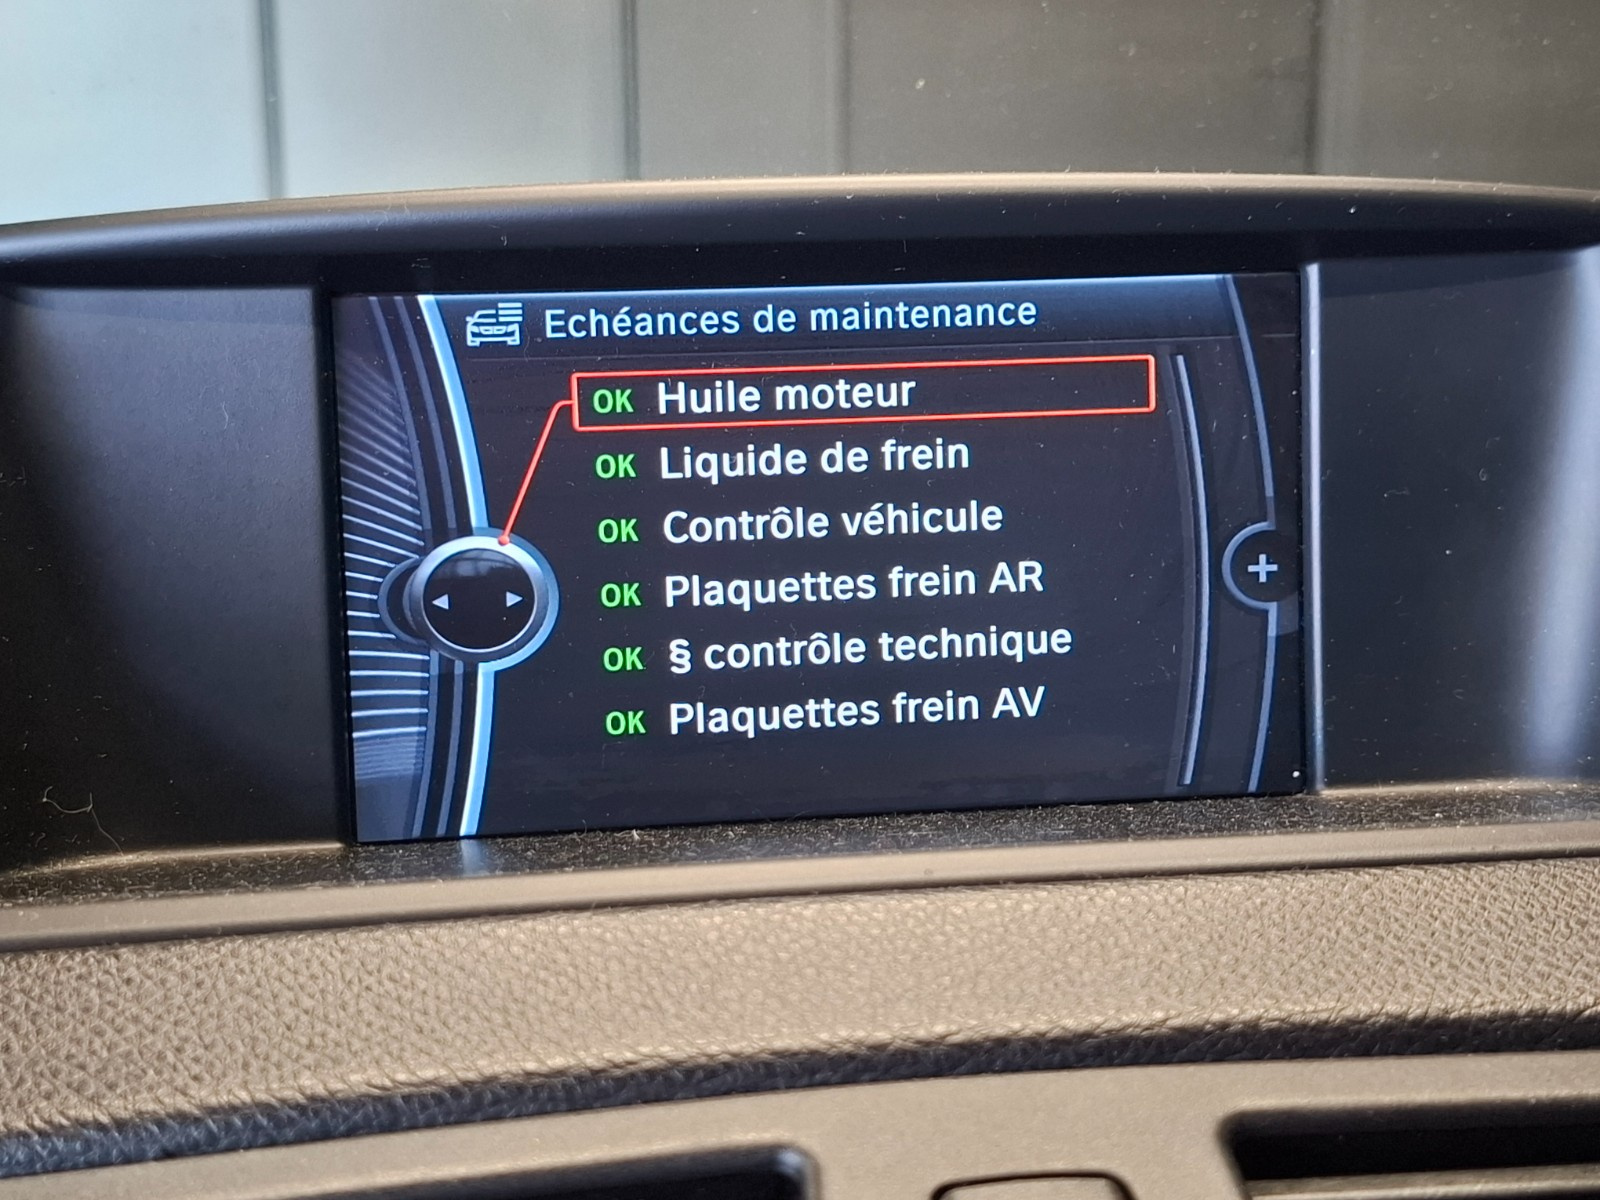 Echéances de maintenance
OK Huile moteur
OK Liquide de frein
OK Contrôle véhicule
OK Plaquettes frein AR
OK § contrôle technique
OK Plaquettes frein AV
+